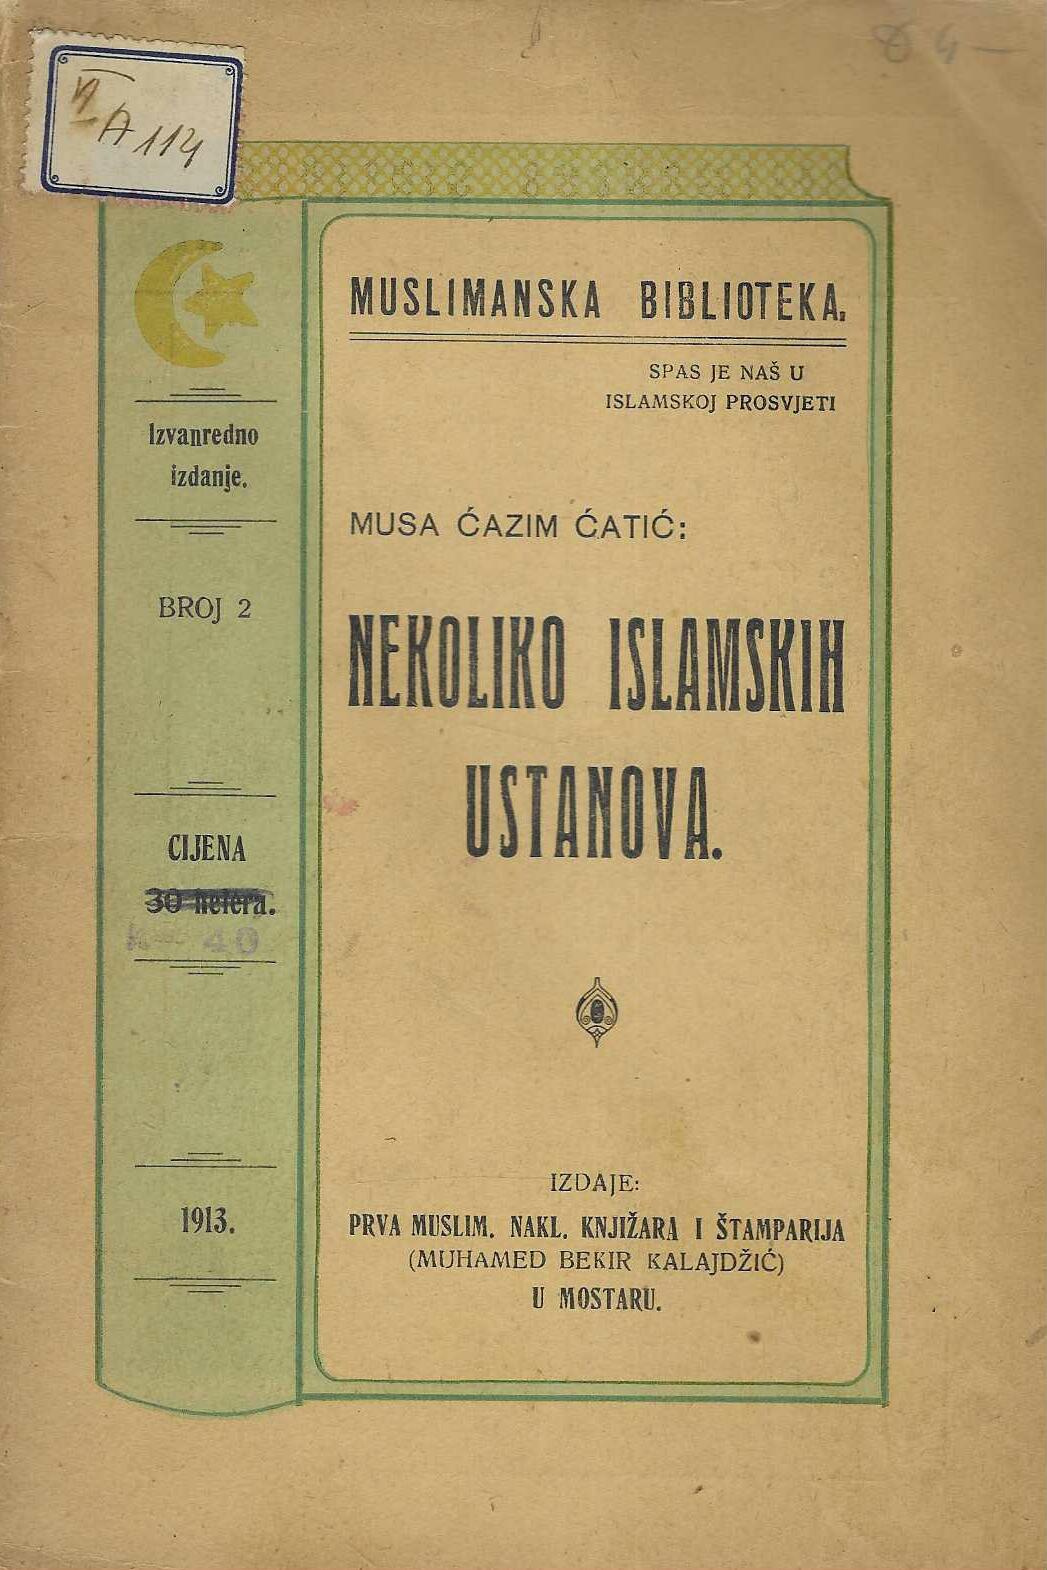 A 114
MUSLIMANSKA BIBLIOTEKA.
SPAS JE NAŠ U
ISLAMSKOJ PROSVJETI
Izvanredno
izdanje.
BROJ 2
CIJENA
30 helera.
40
1913.
MUSA ĆAZIM ĆATIĆ:
NEKOLIKO ISLAMSKIH
USTANOVA.
IZDAJE:
PRVA MUSLIM. NAKL. KNJIŽARA I ŠTAMPARIJA
(MUHAMED BEKIR KALAJDŽIĆ)
U MOSTARU.